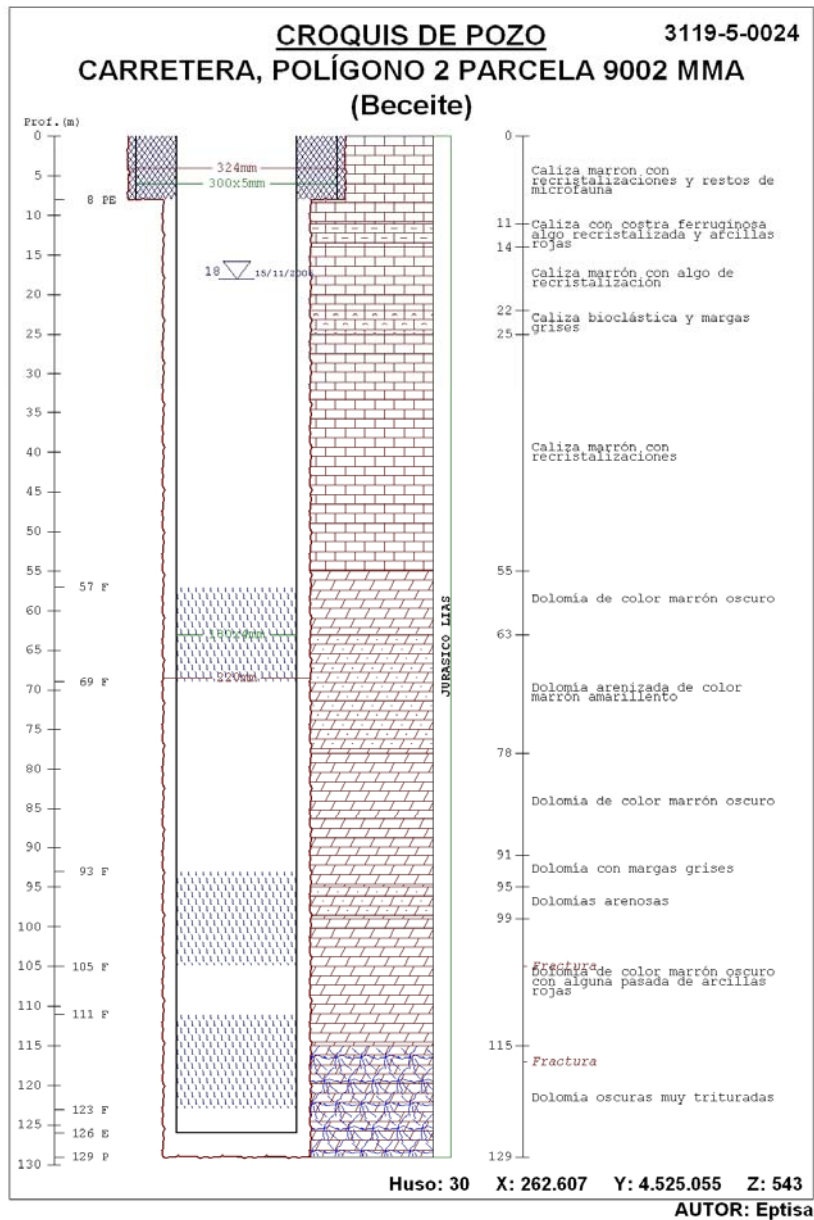 CROQUIS DE POZO
3119-5-0024
CARRETERA, POLÍGONO 2 PARCELA 9002 MMA
(Beceite)
Prof.(m)
0
5
10
15
20
25
30
35
40
45
50
55
60
65
70
75
80
85
90
95
100
105
110
115
120
125
130
8 PE
57 F
69 F
93 F
105 F
111 F
123 F
126 E
129 P
324mm
300x5mm
18
180x4mm
220mm
JURASICO LIAS
0
Caliza marron con
recristalizaciones y restos de
microfauna
11
Caliza con costra ferruginosa
algo recristalizada y arcillas
rojas
14
Caliza marrón con algo de
recristalización
22
Caliza bioclástica y margas
grises
25
Caliza marrón con
recristalizaciones
55
Dolomía de color marrón oscuro
63
Dolomía arenizada de color
marrón amarillento
78
Dolomía de color marrón oscuro
91
Dolomía con margas grises
95
Dolomías arenosas
99
Fractura
Dolomía de color marrón oscuro
con alguna pasada de arcillas
rojas
115
Fractura
Dolomía oscuras muy trituradas
129
Huso: 30 X: 262.607 Y: 4.525.055 Z: 543
AUTOR: Eptisa